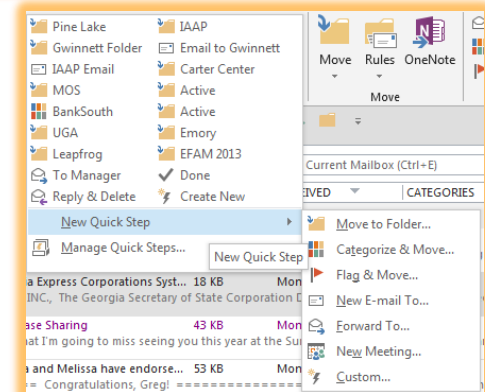 Pine Lake
IAAP
Gwinnett Folder
Email to Gwinnett
IAAP Email
Carter Center
MOS
Active
BankSouth
Active
UGA
Emory
Leapfrog
EFAM 2013
To Manager
Done
Reply & Delete
Create New
New Quick Step
Manage Quick Steps...
New Quick Step
Move
Rules
OneNote
Move
Current Mailbox (Ctrl+E)
IVED
CATEGORIES
Move to Folder...
Categorize & Move...
Flag & Move...
New E-mail To...
Forward To...
New Meeting...
Custom...
a Express Corporations Syst... 18 KB Mon
INC., The Georgia Secretary of State Corporation D
ase Sharing 43 KB Mon
at I'm going to miss seeing you this year at the Su
a and Melissa have endorse... 53 KB Mon
== Congratulations, Greg! ==================